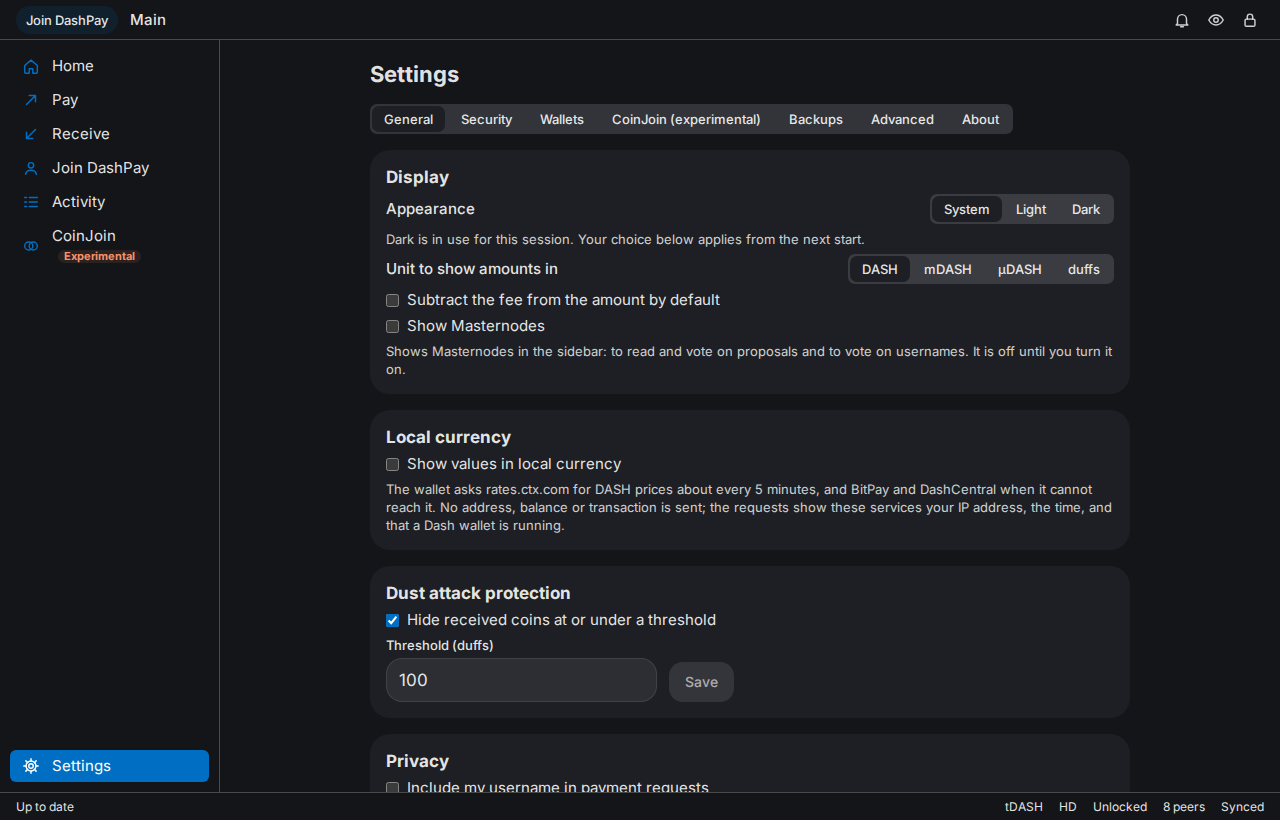 Join DashPay Main
Home
Pay
Receive
Join DashPay
Activity
CoinJoin
Experimental
Settings
Settings
General Security Wallets CoinJoin (experimental) Backups Advanced About
Display
Appearance System Light Dark
Dark is in use for this session. Your choice below applies from the next start.
Unit to show amounts in DASH mDASH µDASH duffs
Subtract the fee from the amount by default
Show Masternodes
Shows Masternodes in the sidebar: to read and vote on proposals and to vote on usernames. It is off until you turn it
on.
Local currency
Show values in local currency
The wallet asks rates.ctx.com for DASH prices about every 5 minutes, and BitPay and DashCentral when it cannot
reach it. No address, balance or transaction is sent; the requests show these services your IP address, the time, and
that a Dash wallet is running.
Dust attack protection
Hide received coins at or under a threshold
Threshold (duffs)
100 Save
Privacy
Include my username in payment requests
Up to date tDASH HD Unlocked 8 peers Synced